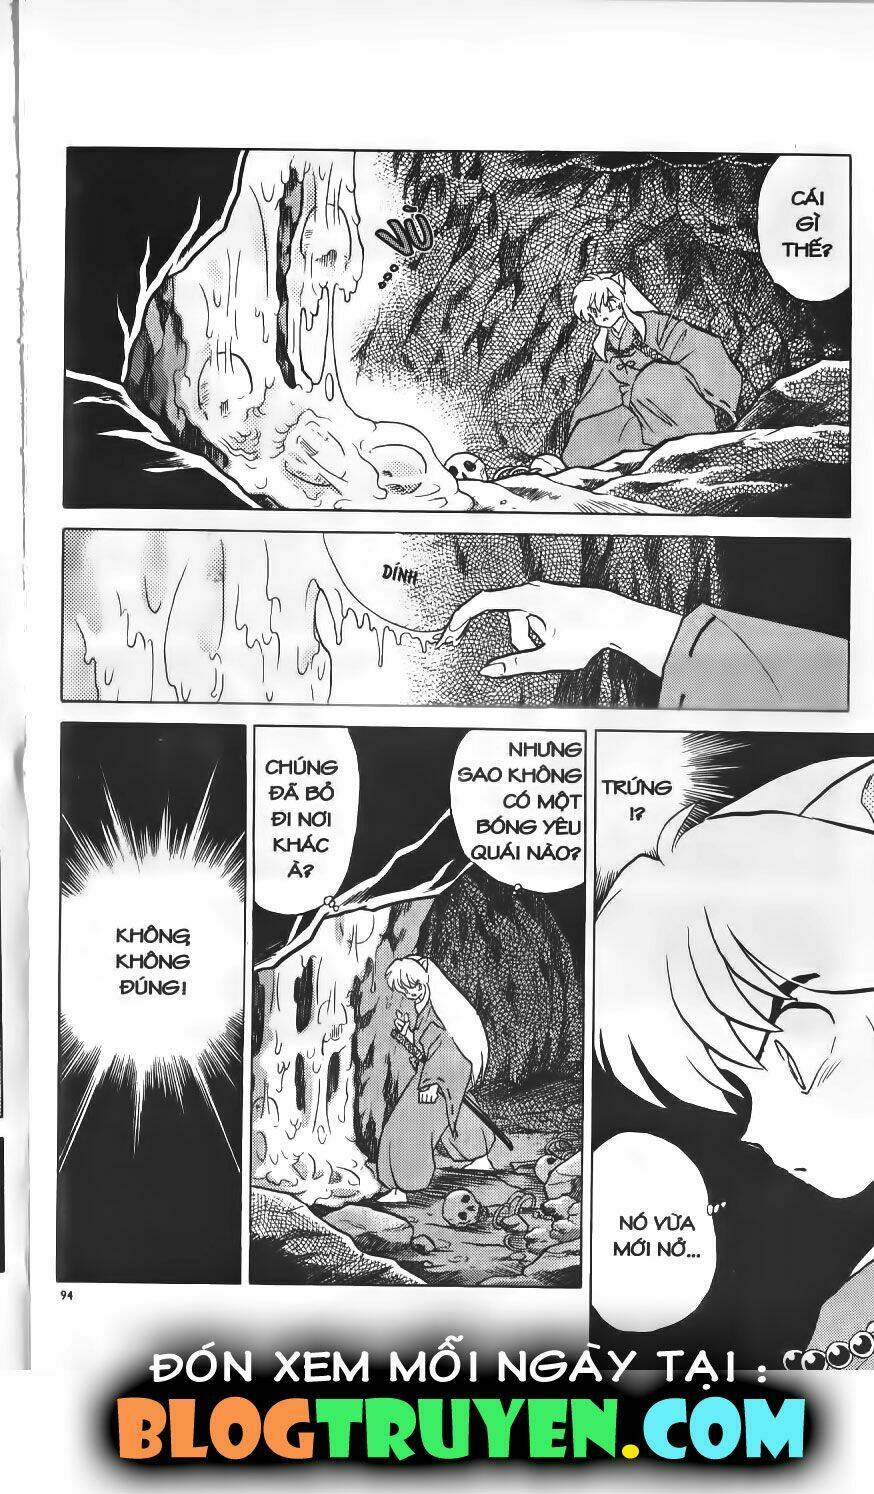 CÁI
GÌ
THẾ?
...VÙ
DÍNH
TRỨNG
!?
NÓ VỪA
MỚI NỞ...
NHƯNG
SAO KHÔNG
CÓ MỘT
BÓNG YÊU
QUÁI NÀO?
CHÚNG
ĐÃ BỎ
ĐI NƠI
KHÁC
À?
KHÔNG,
KHÔNG
ĐÚNG!
94
ĐÓN XEM MỖI NGÀY TẠI :
BLOGTRUYEN.COM